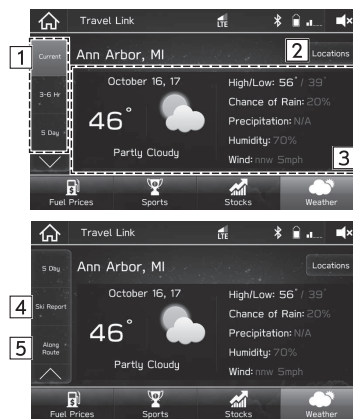 Travel Link
LTE
1
Current
Ann Arbor, MI
2
Locations
3-6 Hr
5 Day
October 16, 17
46°
Partly Cloudy
High/Low: 56°/ 39°
Chance of Rain: 20%
Precipitation: N/A
Humidity: 70%
Wind: nnw 5mph
3
Fuel Prices
Sports
Stocks
Weather
Travel Link
LTE
5 Dby
Ann Arbor, MI
Locations
4
Ski Report
5
Along
Route
October 16, 17
46°
Partly Cloudy
High/Low: 56°/ 39°
Chance of Rain: 20%
Precipitation: N/A
Humidity: 70%
Wind: nnw 5mph
Fuel Prices
Sports
Stocks
Weather